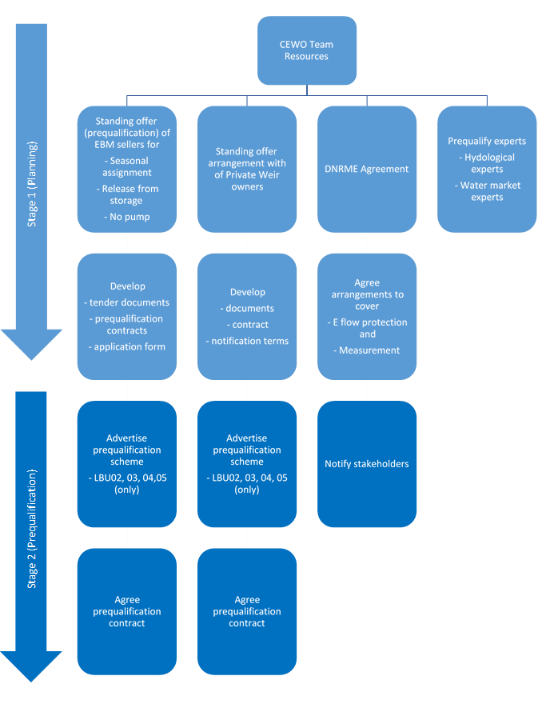 CEWO Team
Resources
Stage 1 (Planning)
Standing offer
(prequalification) of
EBM sellers for
- Seasonal
assignment
- Release from
storage
- No pump
Standing offer
arrangement with
of Private Weir
owners
DNRME Agreement
Prequalify experts
- Hydological
experts
- Water market
experts
Develop
- tender documents
- prequalification
contracts
- application form
Develop
- documents
- contract
- notification terms
Agree
arrangements to
cover
- E flow protection
and
- Measurement
Stage 2 (Prequalification)
Advertise
prequalification
scheme
- LBU02, 03, 04,05
(only)
Advertise
prequalification
scheme
- LBU02, 03, 04, 05
(only)
Notify stakeholders
Agree
prequalification
contract
Agree
prequalification
contract